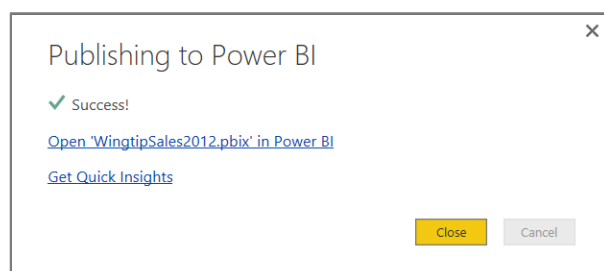 Publishing to Power BI
Success!
Open 'WingtipSales2012.pbix' in Power BI
Get Quick Insights
Close Cancel